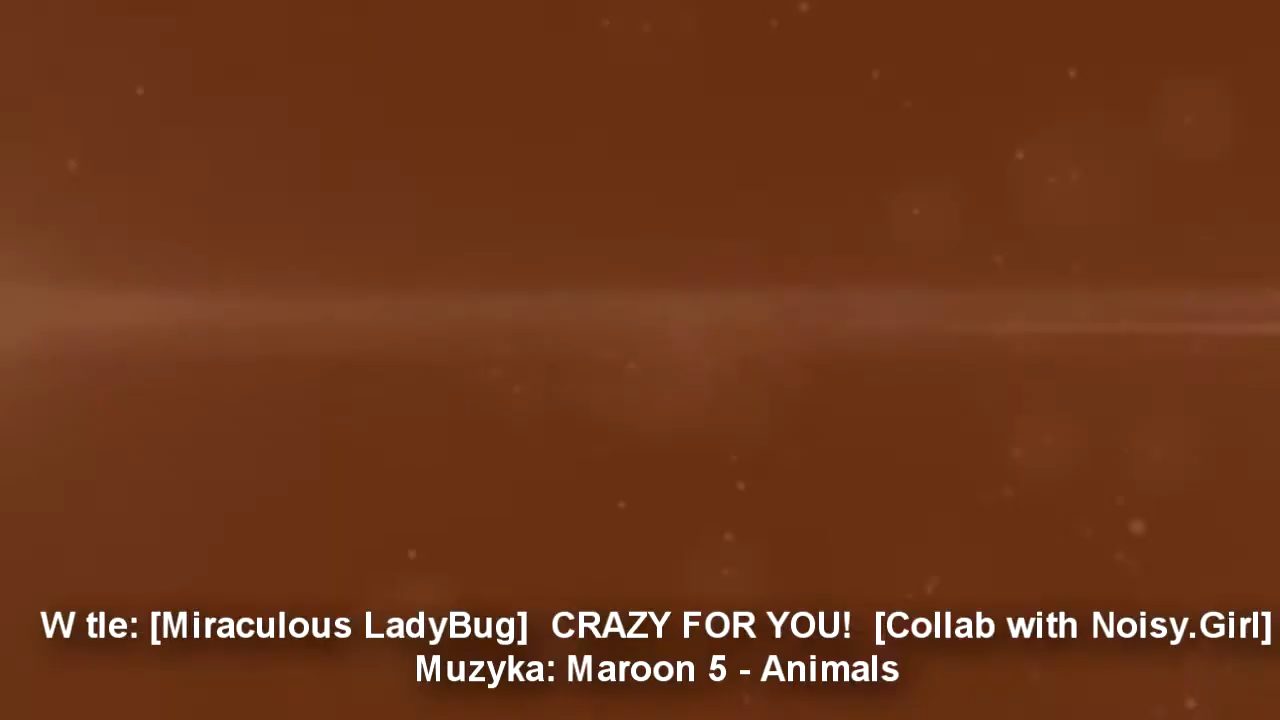 W tle: [Miraculous LadyBug]  CRAZY FOR YOU!  [Collab with Noisy.Girl]
Muzyka: Maroon 5 - Animals